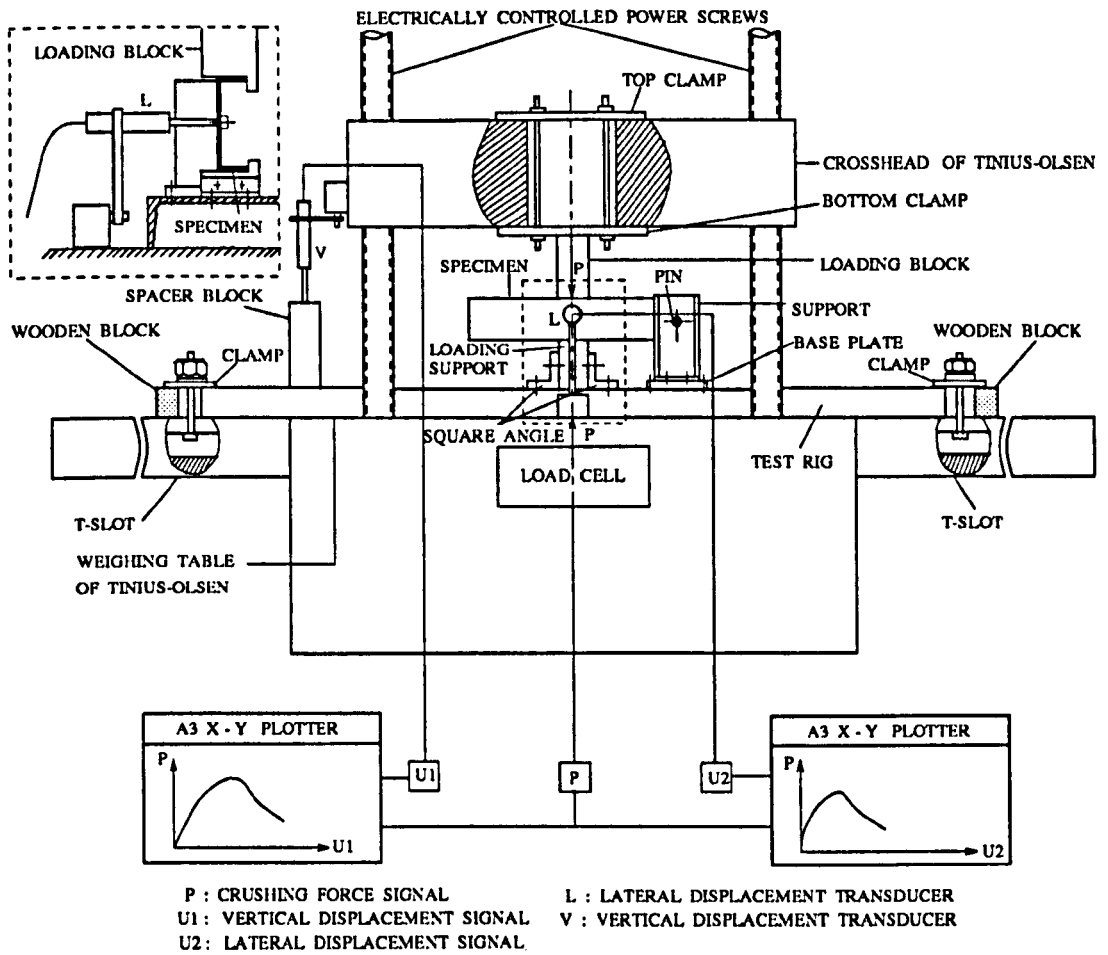 ELECTRICALLY CONTROLLED POWER SCREWS
LOADING BLOCK
L
SPECIMEN
TOP CLAMP
CROSSHEAD OF TINIUS-OLSEN
BOTTOM CLAMP
V
SPECIMEN
P
PIN
LOADING BLOCK
SPACER BLOCK
SUPPORT
WOODEN BLOCK
L
WOODEN BLOCK
CLAMP
LOADING
SUPPORT
BASE PLATE
CLAMP
SQUARE ANGLE
P
TEST RIG
LOAD CELL
T-SLOT
T-SLOT
WEIGHING TABLE
OF TINIUS-OLSEN
A3 X - Y PLOTTER
A3 X - Y PLOTTER
P
U1
U1
P
U2
P
U2
P : CRUSHING FORCE SIGNAL
U1 : VERTICAL DISPLACEMENT SIGNAL
U2 : LATERAL DISPLACEMENT SIGNAL
L : LATERAL DISPLACEMENT TRANSDUCER
V : VERTICAL DISPLACEMENT TRANSDUCER